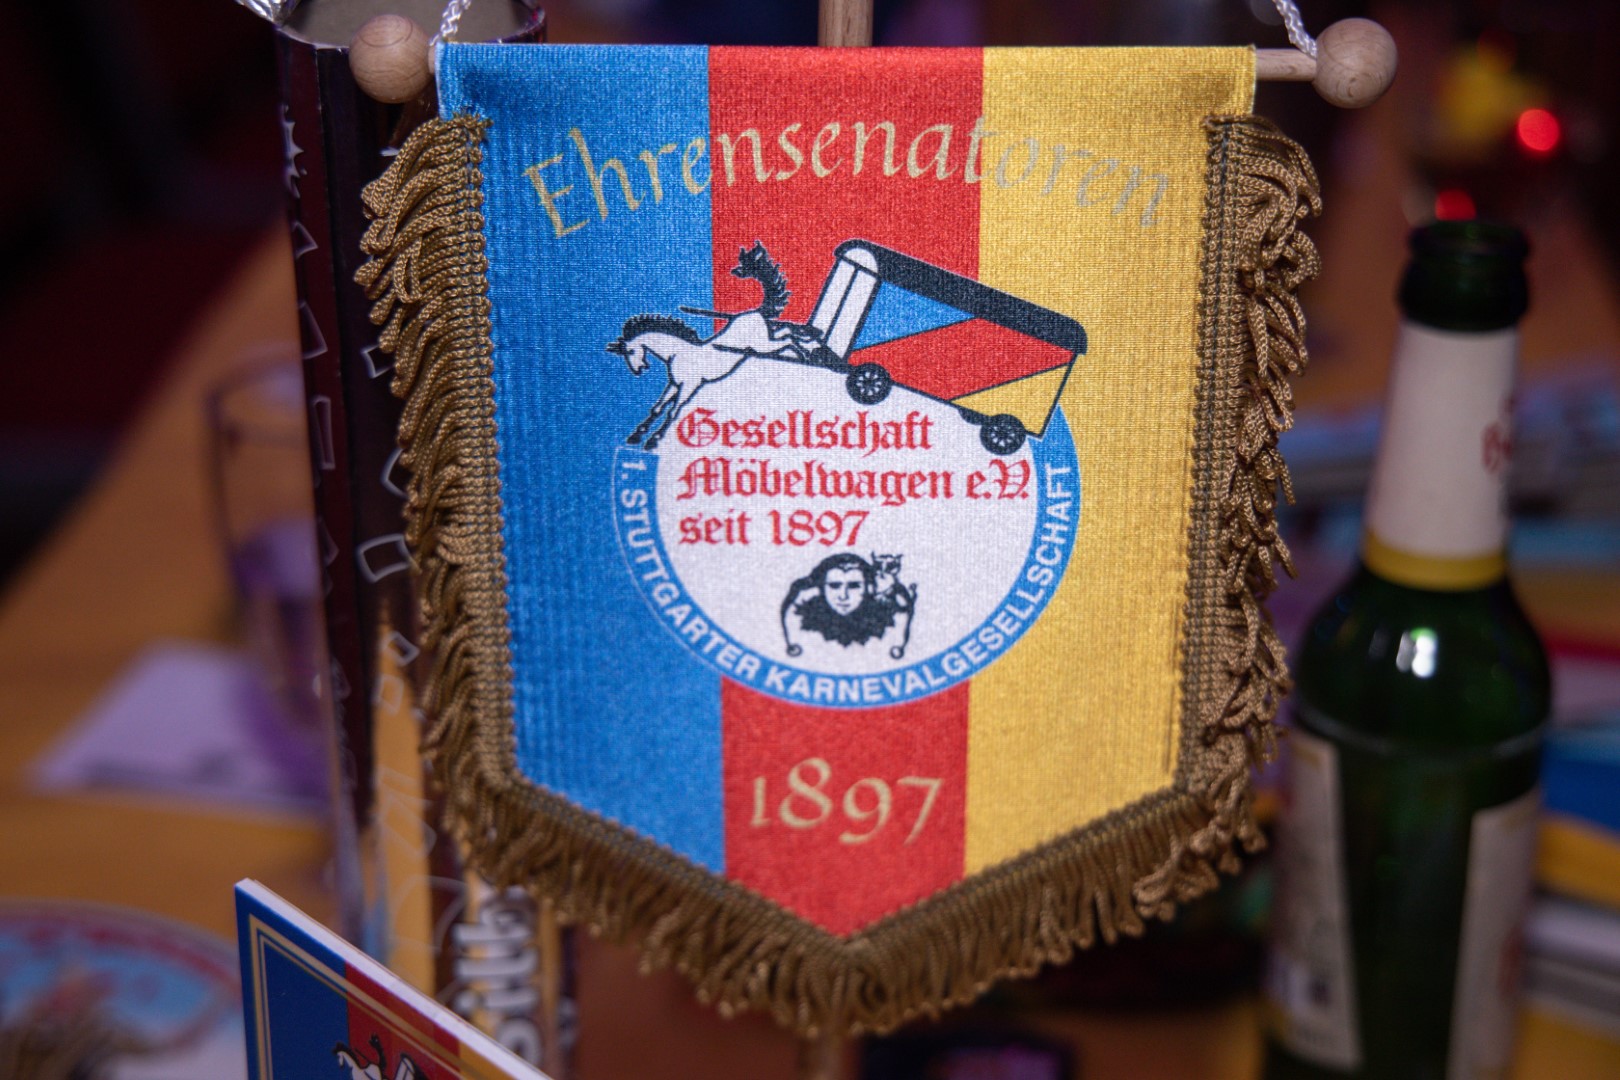 Ehrensenatoren
Gesellschaft
Möbelwagen e.V.
seit 1897
1. STUTTGARTER KARNEVALGESELLSCHAFT
1897